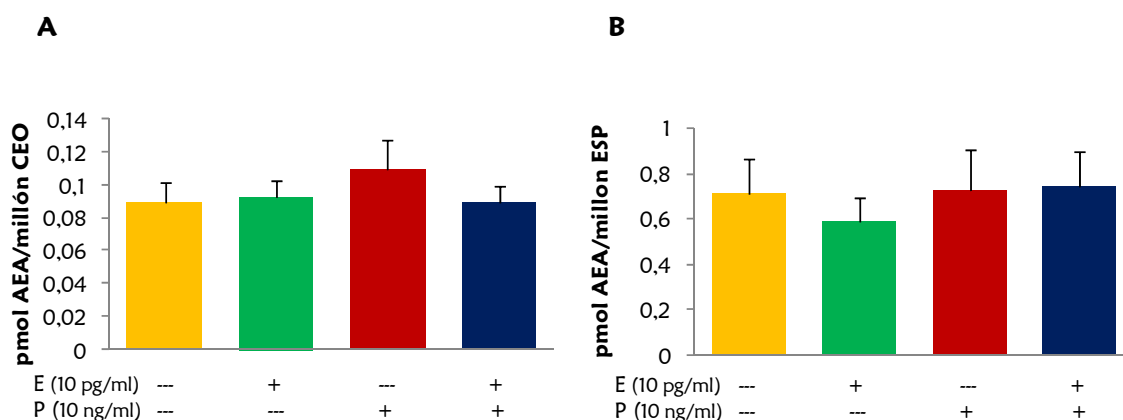 A
pmol AEA/millón CEO
0,14
0,12
0,1
0,08
0,06
0,04
0,02
0
E (10 pg/ml) --- + --- +
P (10 ng/ml) --- --- + +
B
pmol AEA/millon ESP
1
0,8
0,6
0,4
0,2
0
E (10 pg/ml) --- + --- +
P (10 ng/ml) --- --- + +